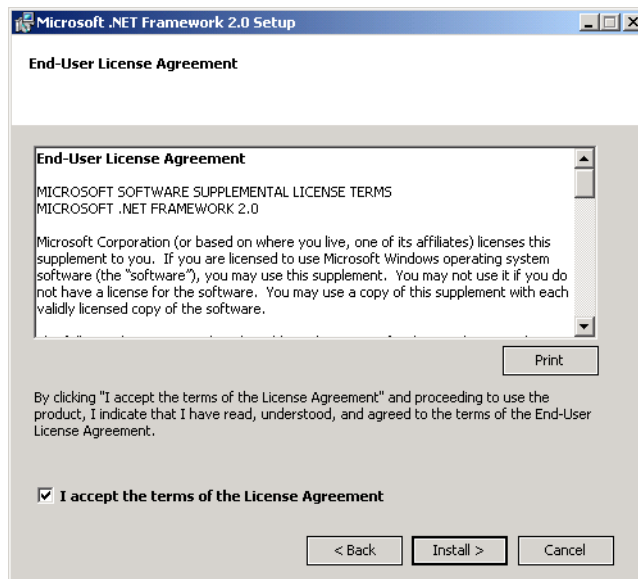 Microsoft .NET Framework 2.0 Setup
End-User License Agreement
End-User License Agreement
MICROSOFT SOFTWARE SUPPLEMENTAL LICENSE TERMS
MICROSOFT .NET FRAMEWORK 2.0
Microsoft Corporation (or based on where you live, one of its affiliates) licenses this
supplement to you.  If you are licensed to use Microsoft Windows operating system
software (the “software”), you may use this supplement.  You may not use it if you do
not have a license for the software.  You may use a copy of this supplement with each
validly licensed copy of the software.
Print
By clicking "I accept the terms of the License Agreement" and proceeding to use the
product, I indicate that I have read, understood, and agreed to the terms of the End-User
License Agreement.
I accept the terms of the License Agreement
< Back Install > Cancel